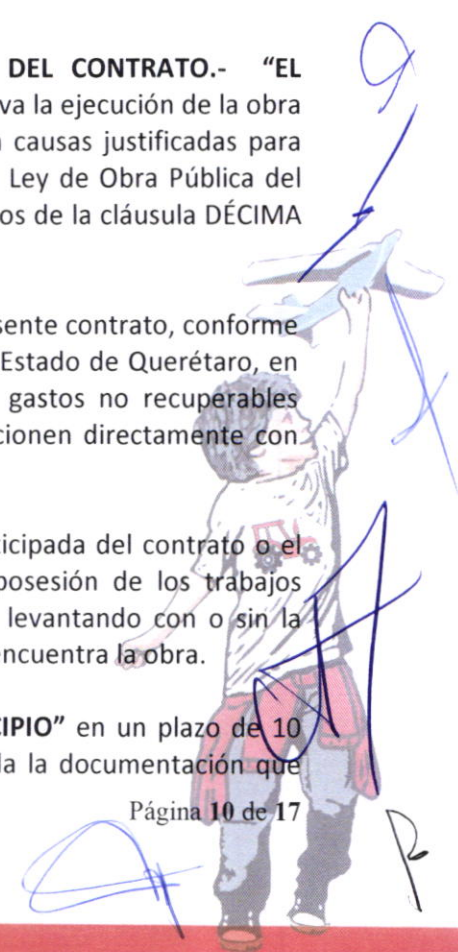 DEL CONTRATO.- “EL
va la ejecución de la obra
causas justificadas para
Ley de Obra Pública del
os de la cláusula DÉCIMA
sente contrato, conforme
Estado de Querétaro, en
gastos no recuperables
cionen directamente con
ticipada del contrato o el
posesión de los trabajos
levantando con o sin la
encuentra la obra.
CIPIO” en un plazo de 10
la la documentación que
Página 10 de 17